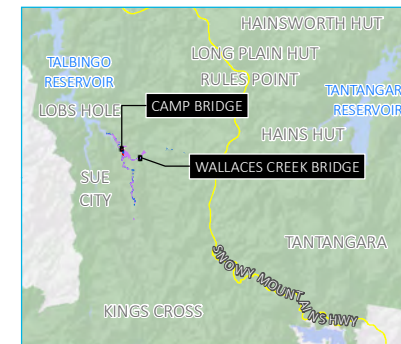 HAINSWORTH HUT
LONG PLAIN HUT
TALBINGO
RESERVOIR
RULES POINT
TANTANGAR
RESERVOIR
LOBS HOLE
CAMP BRIDGE
HAINS HUT
WALLACES CREEK BRIDGE
SUE
CITY
TANTANGARA
SNOWY MOUNTAINS HWY
KINGS CROSS